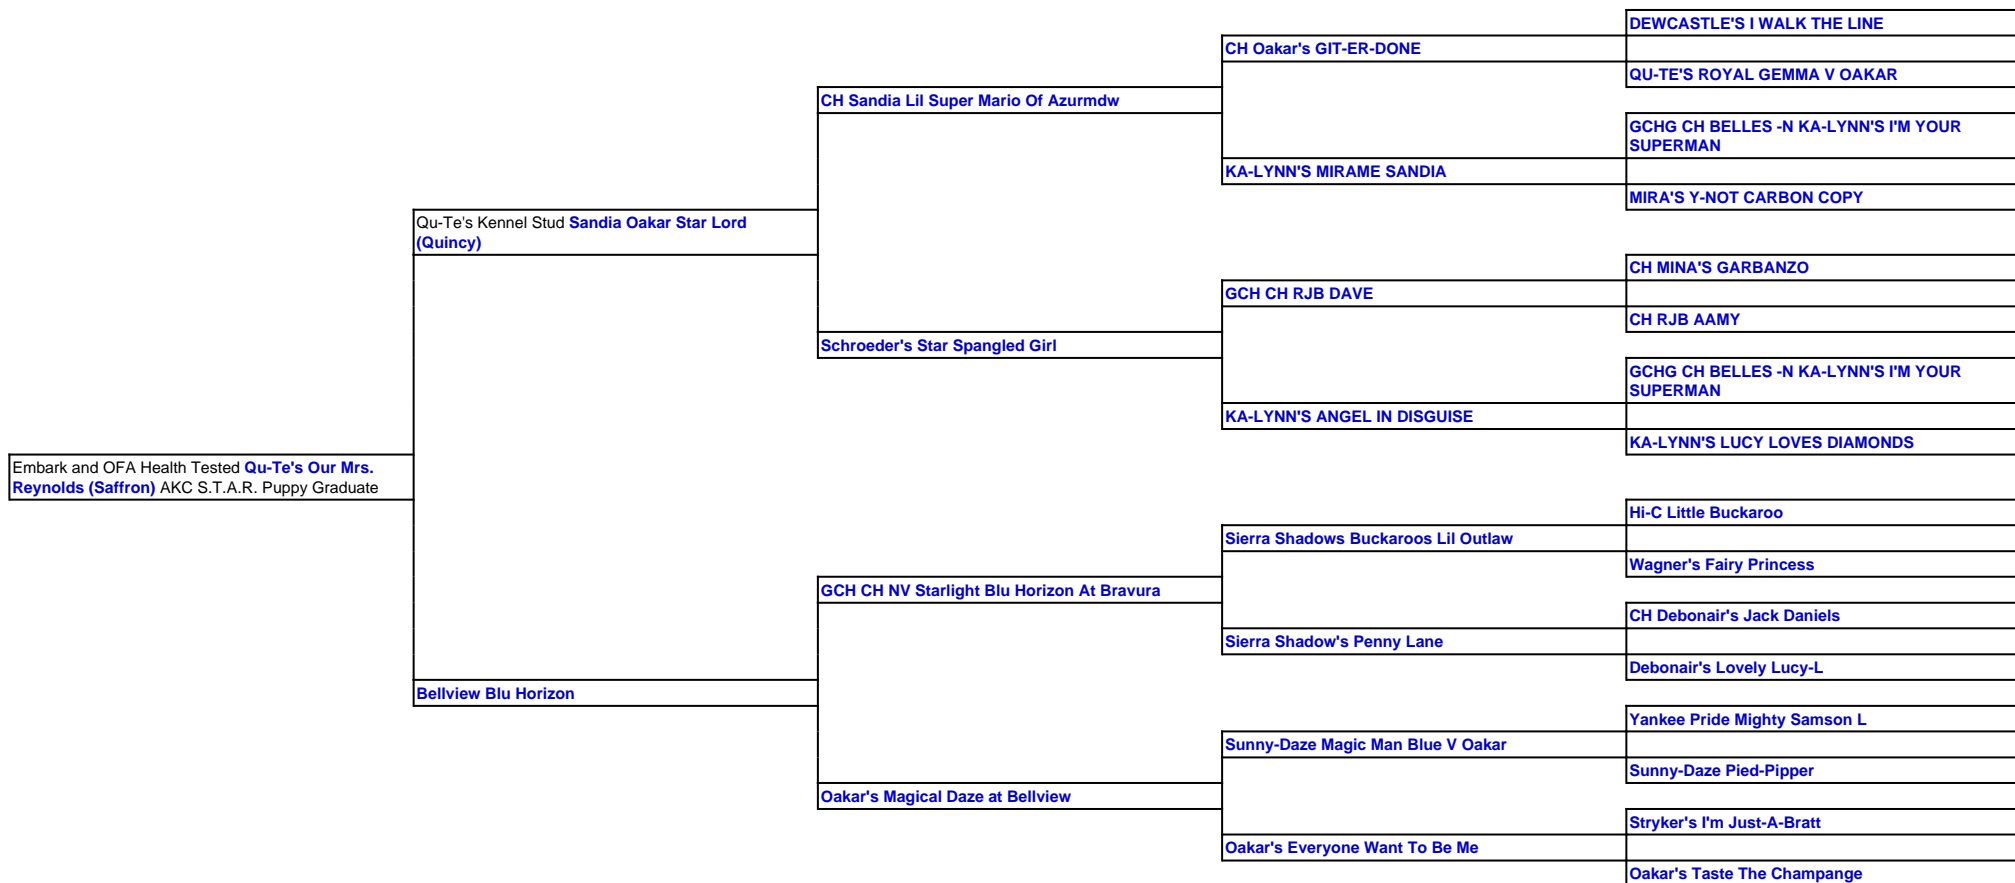 DEWCASTLE'S I WALK THE LINE
CH Oakar's GIT-ER-DONE
QU-TE'S ROYAL GEMMA V OAKAR
CH Sandia Lil Super Mario Of Azurmdw
GCHG CH BELLES -N KA-LYNN'S I'M YOUR
SUPERMAN
KA-LYNN'S MIRAME SANDIA
MIRA'S Y-NOT CARBON COPY
Qu-Te's Kennel Stud Sandia Oakar Star Lord
(Quincy)
CH MINA'S GARBANZO
GCH CH RJB DAVE
CH RJB AAMY
Schroeder's Star Spangled Girl
GCHG CH BELLES -N KA-LYNN'S I'M YOUR
SUPERMAN
KA-LYNN'S ANGEL IN DISGUISE
KA-LYNN'S LUCY LOVES DIAMONDS
Embark and OFA Health Tested Qu-Te's Our Mrs.
Reynolds (Saffron) AKC S.T.A.R. Puppy Graduate
Hi-C Little Buckaroo
Sierra Shadows Buckaroos Lil Outlaw
Wagner's Fairy Princess
GCH CH NV Starlight Blu Horizon At Bravura
CH Debonair's Jack Daniels
Sierra Shadow's Penny Lane
Debonair's Lovely Lucy-L
Bellview Blu Horizon
Yankee Pride Mighty Samson L
Sunny-Daze Magic Man Blue V Oakar
Sunny-Daze Pied-Pipper
Oakar's Magical Daze at Bellview
Stryker's I'm Just-A-Bratt
Oakar's Everyone Want To Be Me
Oakar's Taste The Champange